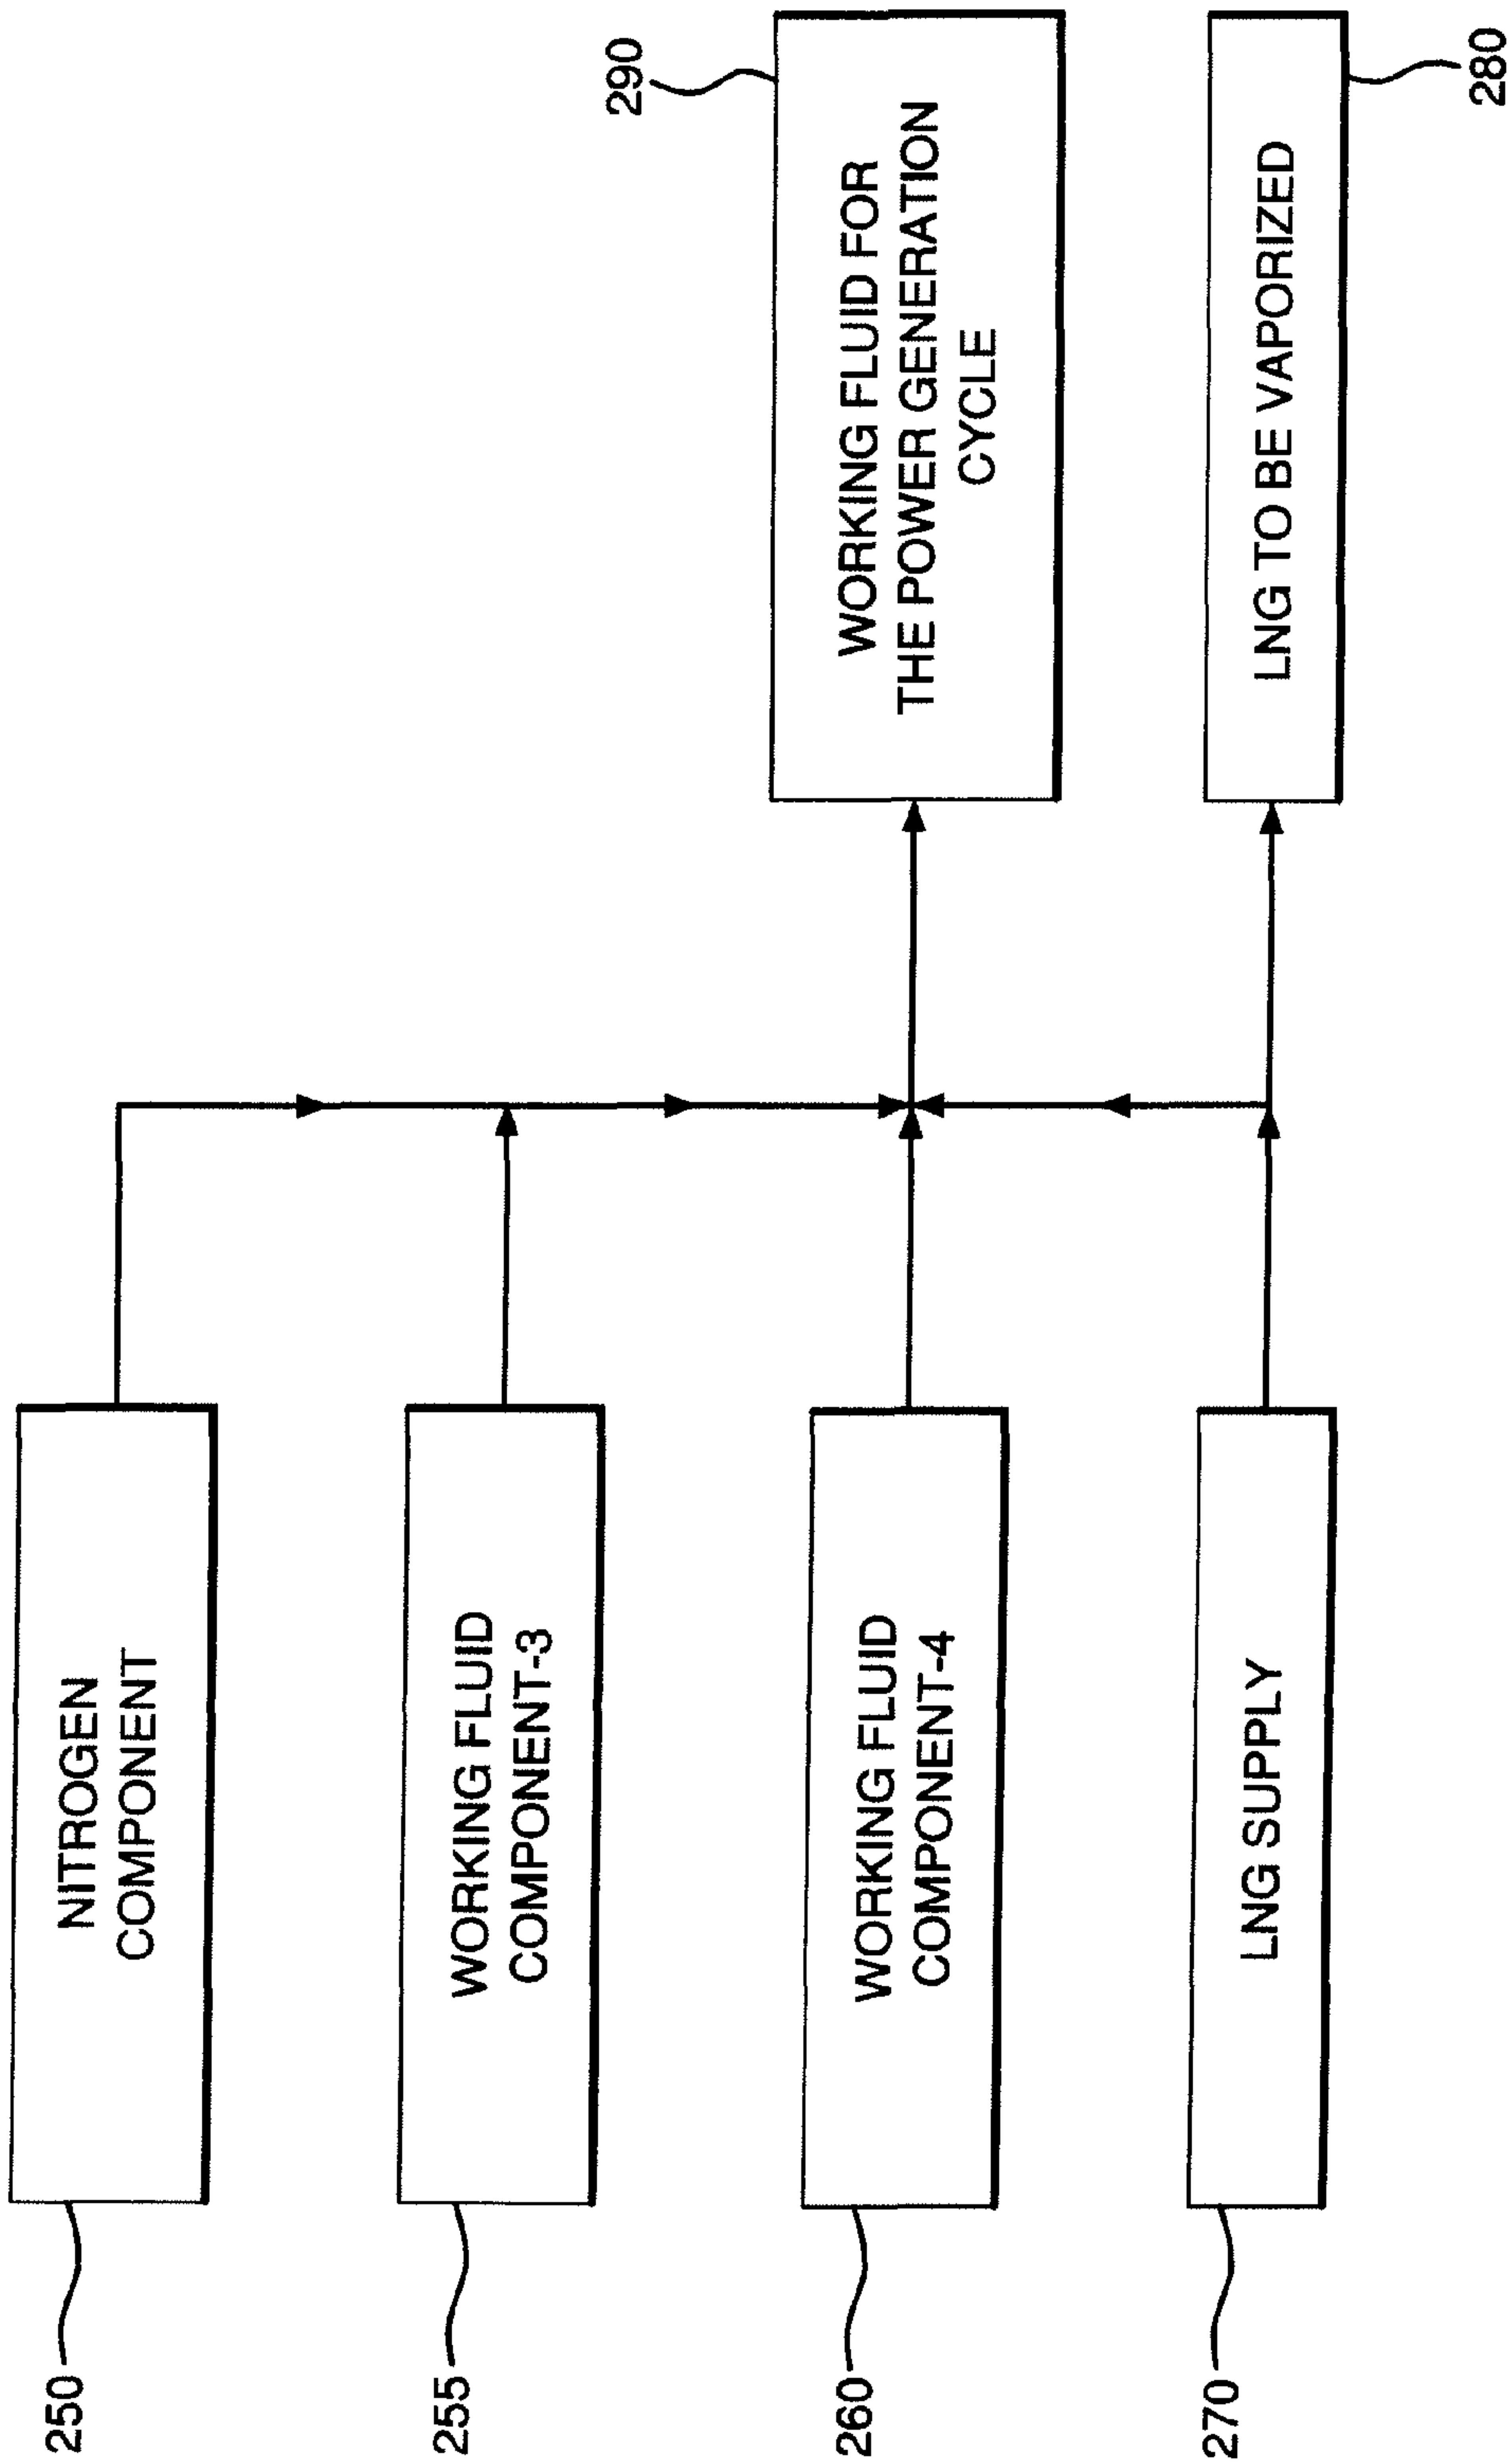 250
NITROGEN
COMPONENT
255
WORKING FLUID
COMPONENT-3
260
WORKING FLUID
COMPONENT-4
270
LNG SUPPLY
290
WORKING FLUID FOR
THE POWER GENERATION
CYCLE
LNG TO BE VAPORIZED
280